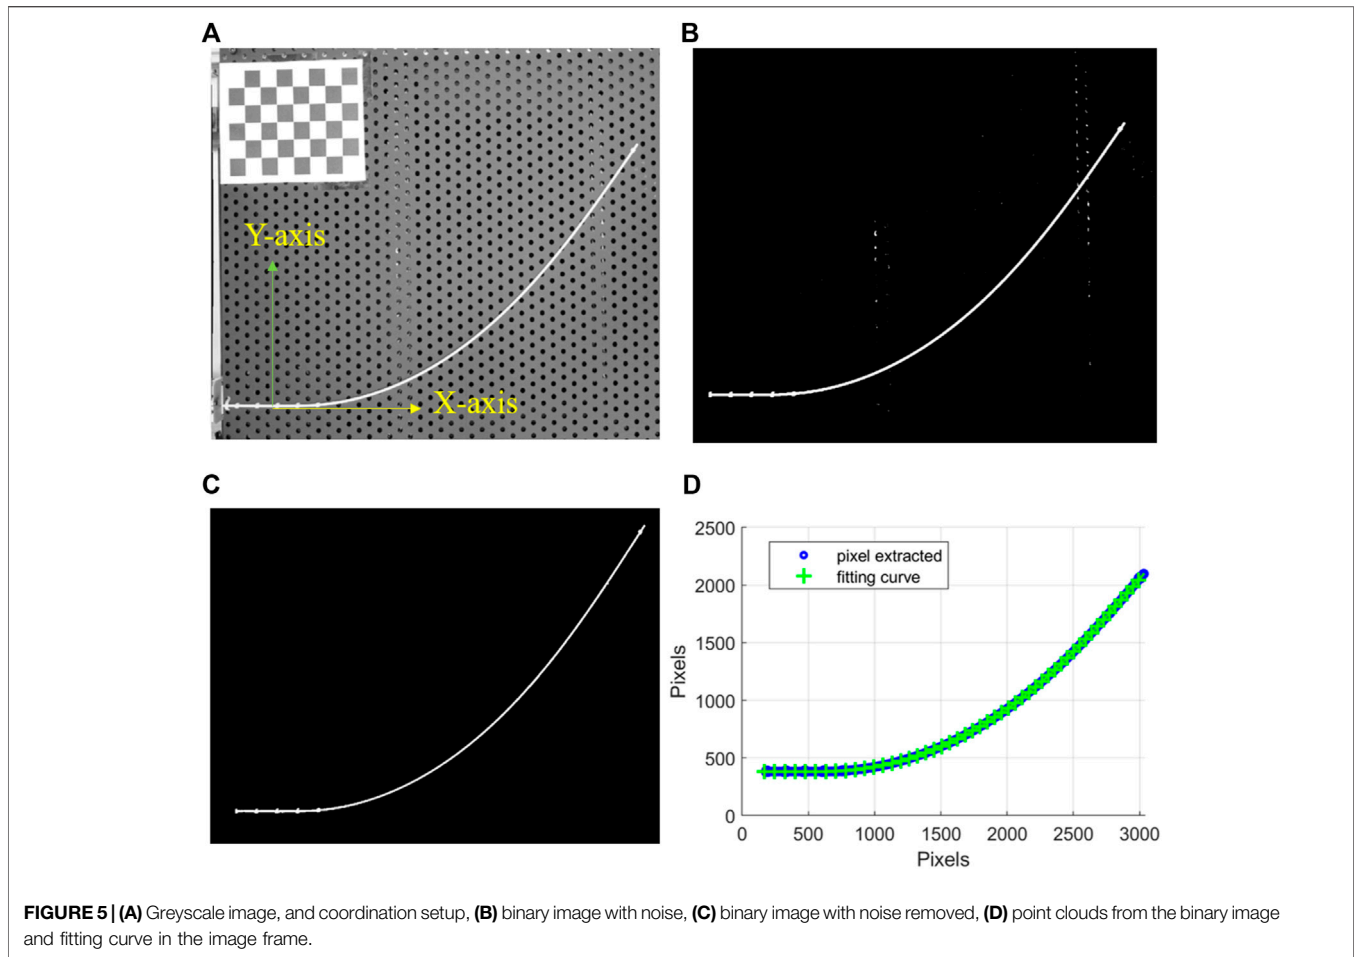 A
Y-axis
X-axis
B
C
D
2500
2000
1500
1000
500
0
Pixels
pixel extracted
fitting curve
0 500 1000 1500 2000 2500 3000
Pixels
FIGURE 5 | (A) Greyscale image, and coordination setup, (B) binary image with noise, (C) binary image with noise removed, (D) point clouds from the binary image
and fitting curve in the image frame.